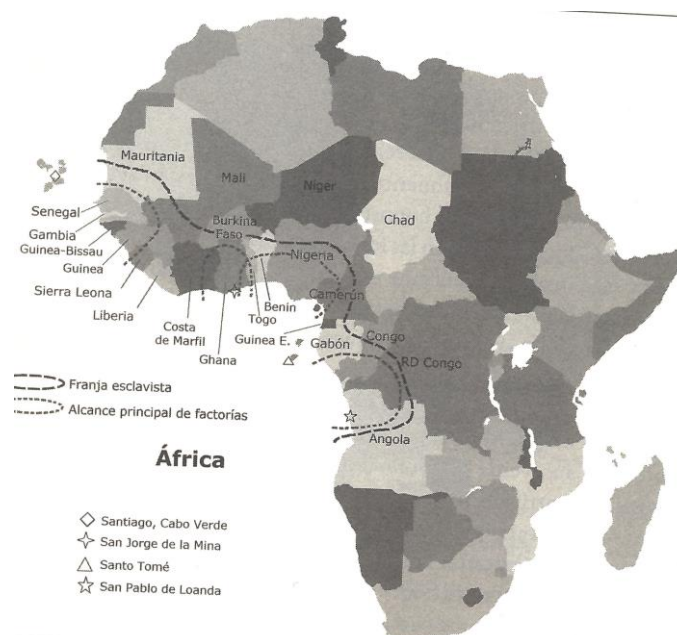 Mauritania
Mali
Niger
Chad
Senegal
Gambia
Guinea-Bissau
Guinea
Sierra Leona
Liberia
Costa
de Marfil
Ghana
Burkina
Faso
Togo
Benin
Nigeria
Camerún
Guinea E.
Gabón
Congo
RD Congo
Angola
Franja esclavista
Alcance principal de factorías
África
Santiago, Cabo Verde
San Jorge de la Mina
Santo Tomé
San Pablo de Loanda